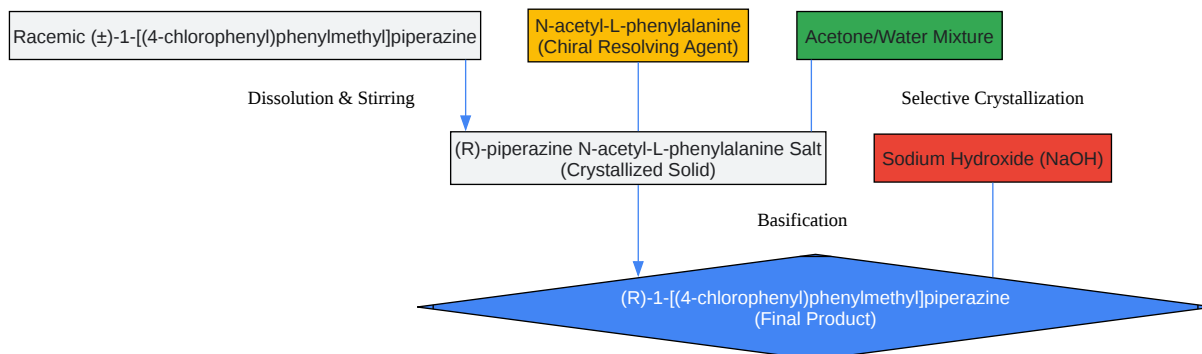 Racemic (±)-1-[(4-chlorophenyl)phenylmethyl]piperazine
N-acetyl-L-phenylalanine
(Chiral Resolving Agent)
Acetone/Water Mixture
Dissolution & Stirring
Selective Crystallization
(R)-piperazine N-acetyl-L-phenylalanine Salt
(Crystallized Solid)
Sodium Hydroxide (NaOH)
Basification
(R)-1-[(4-chlorophenyl)phenylmethyl]piperazine
(Final Product)